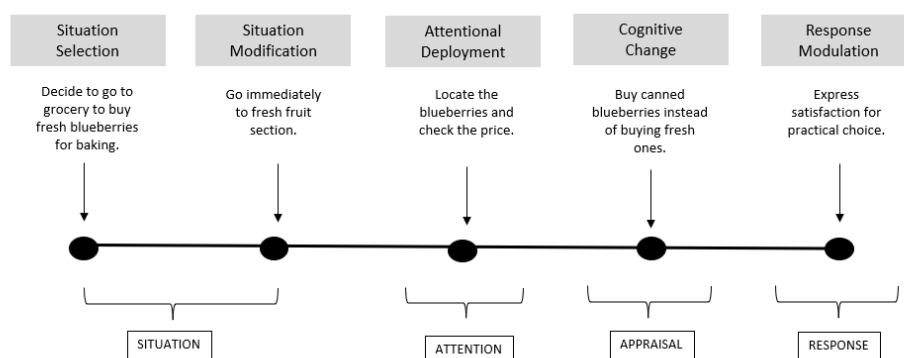 Situation
Selection
Situation
Modification
Attentional
Deployment
Cognitive
Change
Response
Modulation
Decide to go to
grocery to buy
fresh blueberries
for baking.
Go immediately
to fresh fruit
section.
Locate the
blueberries and
check the price.
Buy canned
blueberries instead
of buying fresh
ones.
Express
satisfaction for
practical choice.
SITUATION
ATTENTION
APPRAISAL
RESPONSE